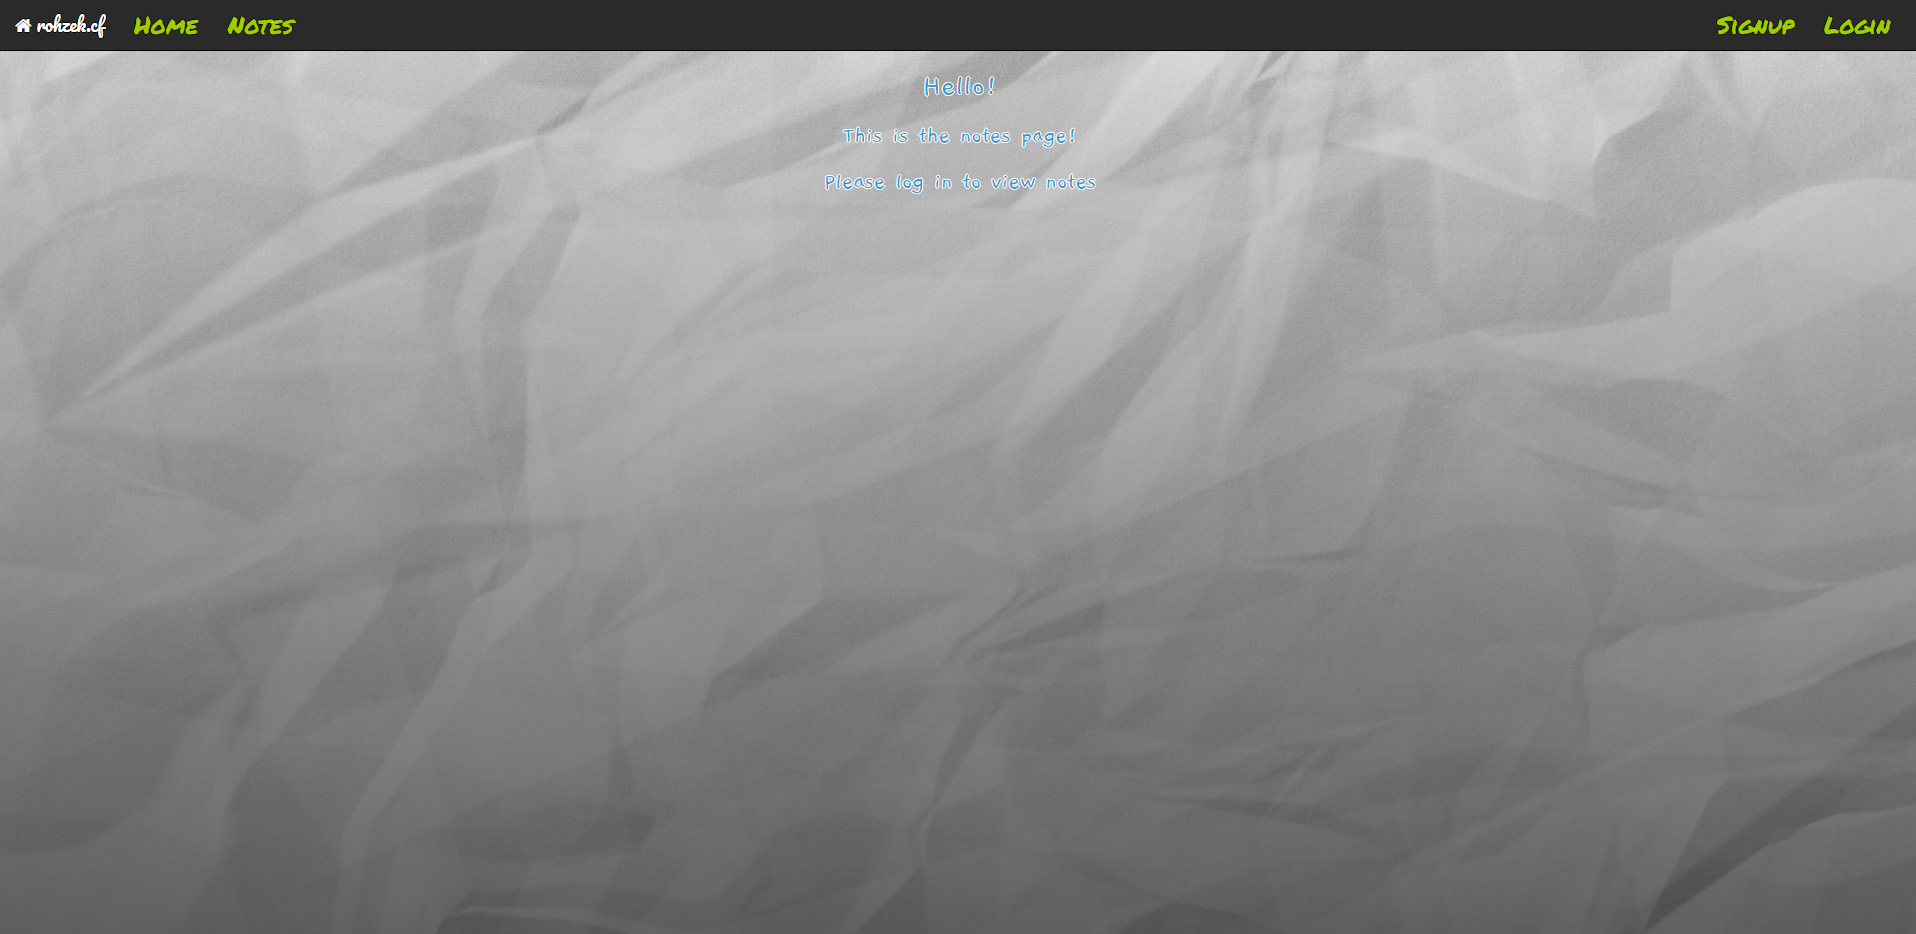 rohzek.cf Home Notes Signup Login
Hello!
This is the notes page!
Please log in to view notes